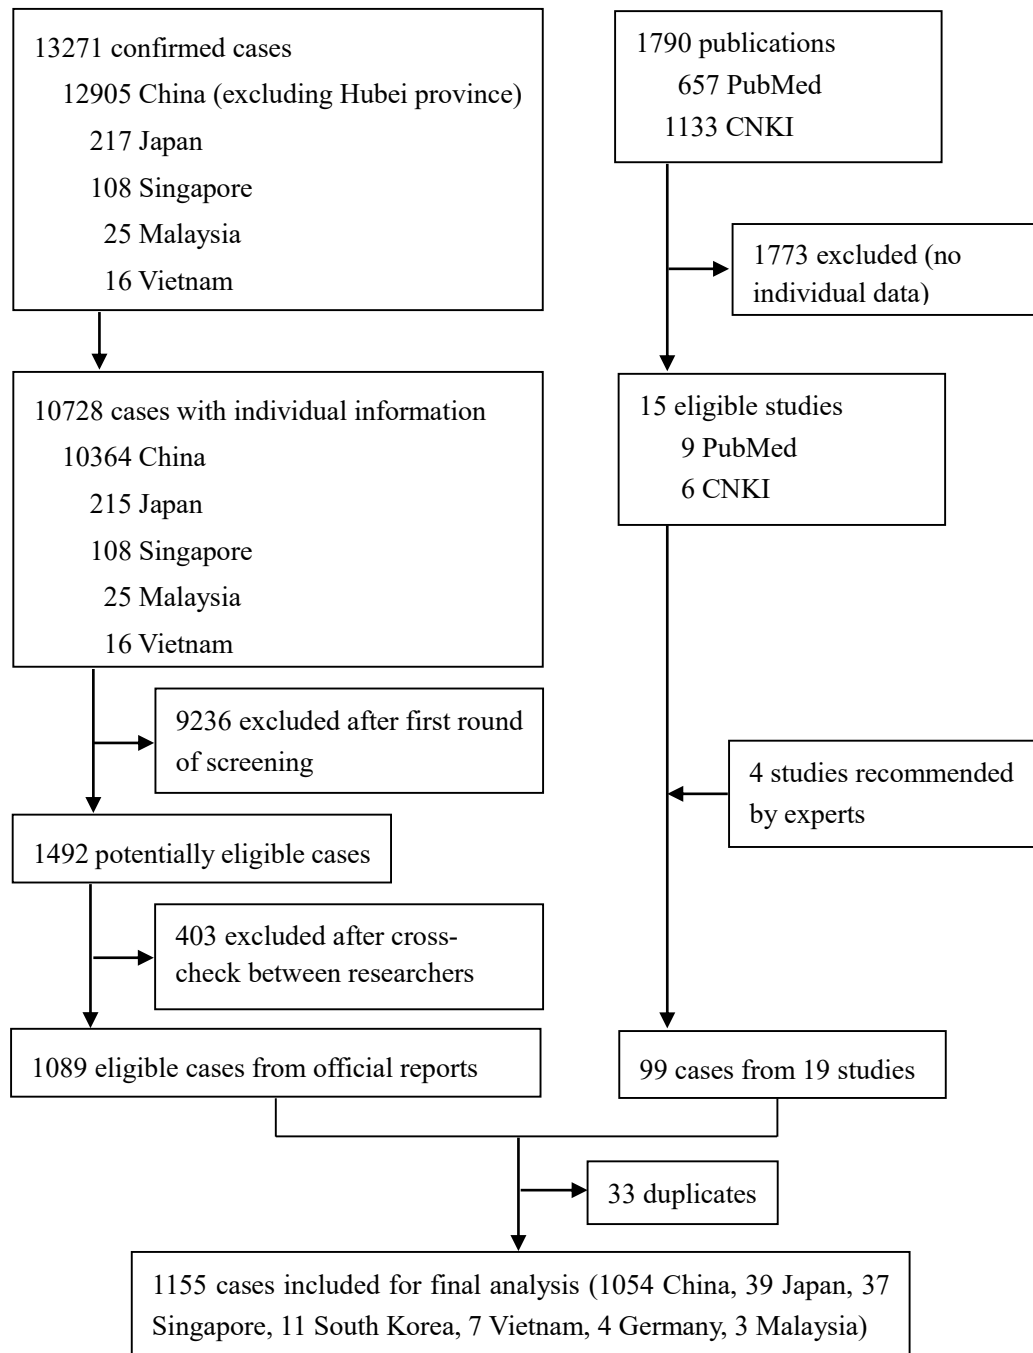 13271 confirmed cases
12905 China (excluding Hubei province)
217 Japan
108 Singapore
25 Malaysia
16 Vietnam
1790 publications
657 PubMed
1133 CNKI
1773 excluded (no
individual data)
10728 cases with individual information
10364 China
215 Japan
108 Singapore
25 Malaysia
16 Vietnam
15 eligible studies
9 PubMed
6 CNKI
9236 excluded after first round
of screening
4 studies recommended
by experts
1492 potentially eligible cases
403 excluded after cross-
check between researchers
1089 eligible cases from official reports
99 cases from 19 studies
33 duplicates
1155 cases included for final analysis (1054 China, 39 Japan, 37
Singapore, 11 South Korea, 7 Vietnam, 4 Germany, 3 Malaysia)